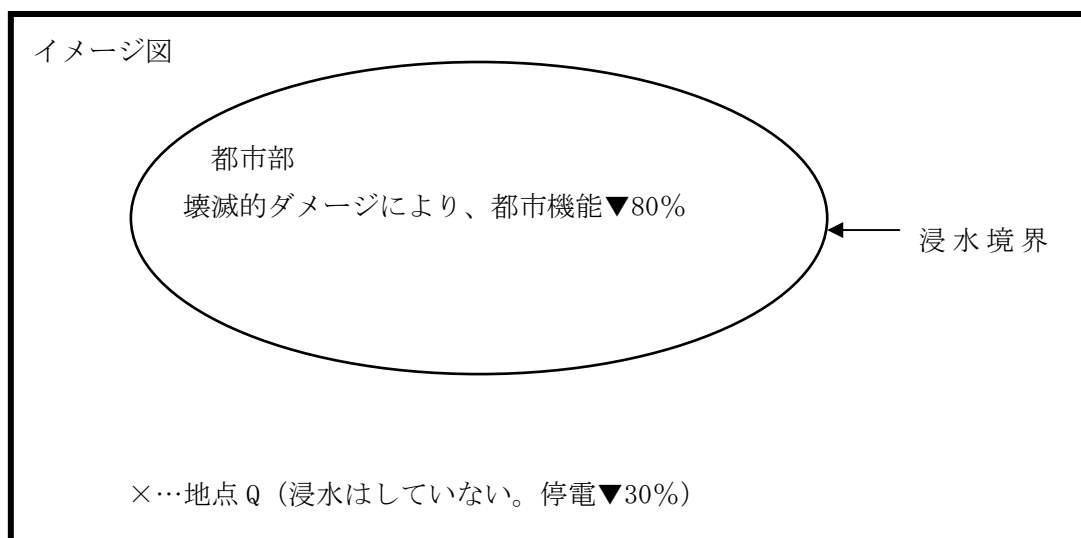 イメージ図
都市部
壊滅的ダメージにより、都市機能▼80%
浸水境界
×…地点Q（浸水はしていない。停電▼30%）